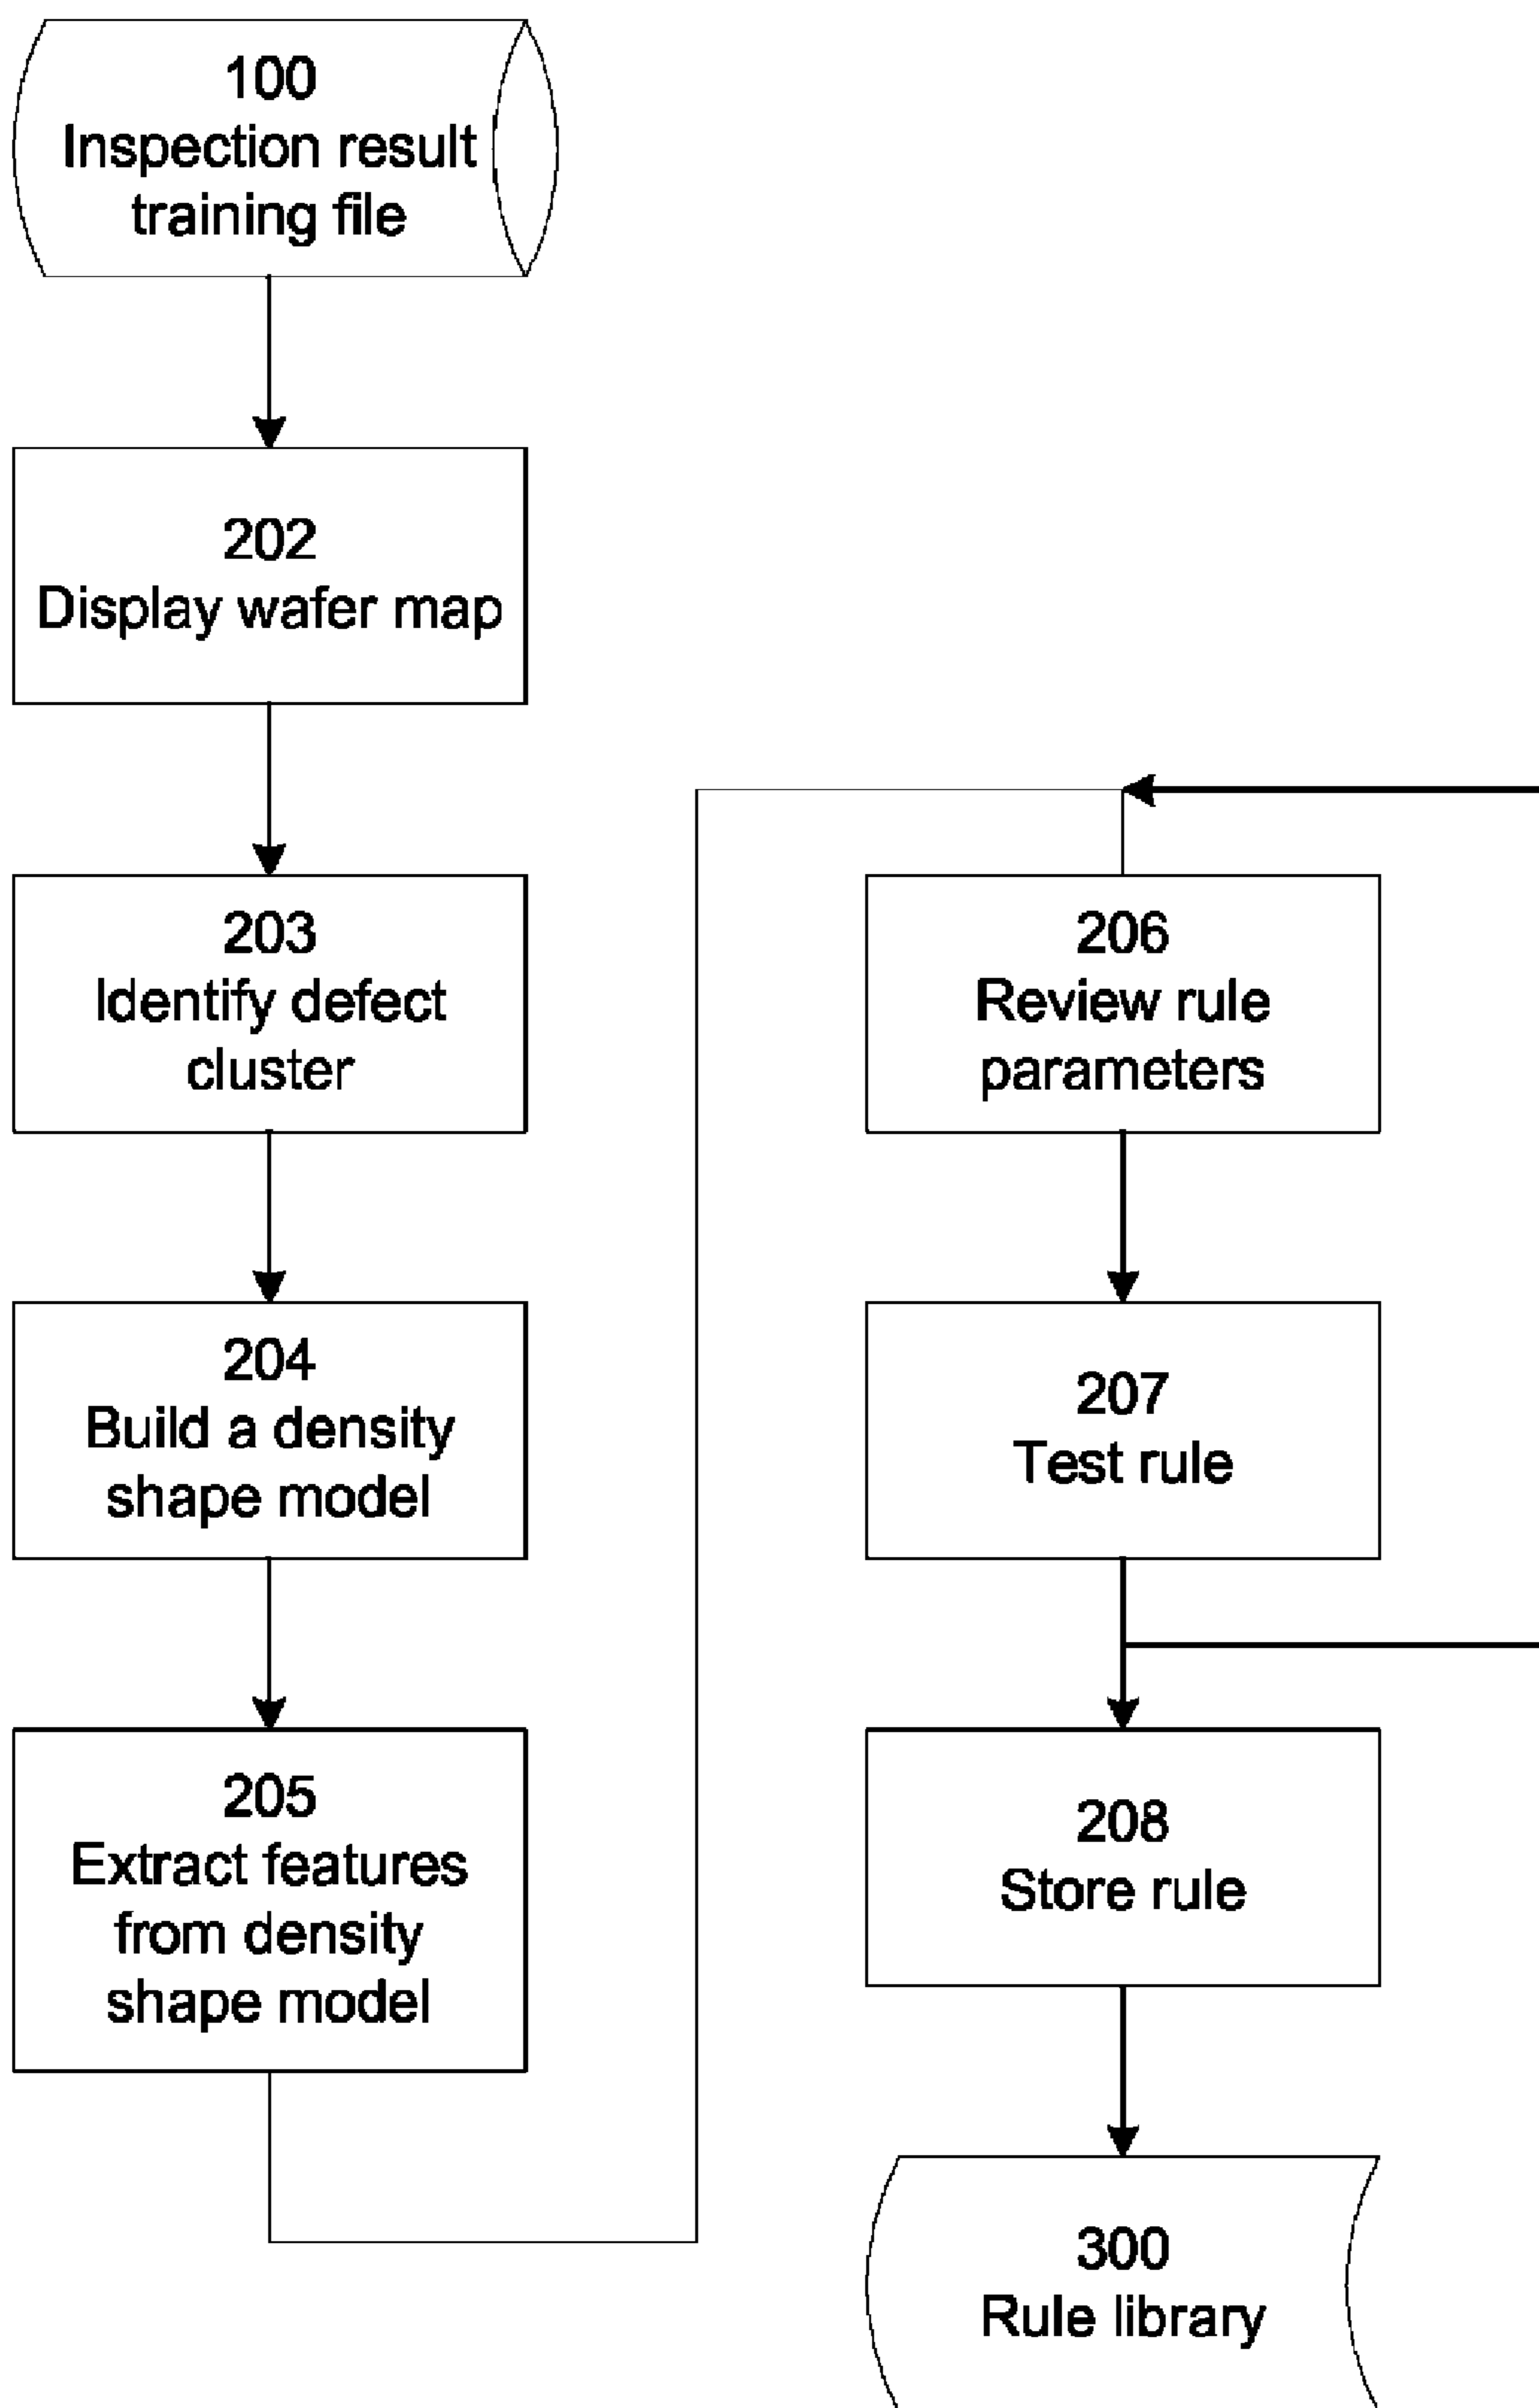 100
Inspection result
training file
202
Display wafer map
203
Identify defect
cluster
204
Build a density
shape model
205
Extract features
from density
shape model
206
Review rule
parameters
207
Test rule
208
Store rule
300
Rule library